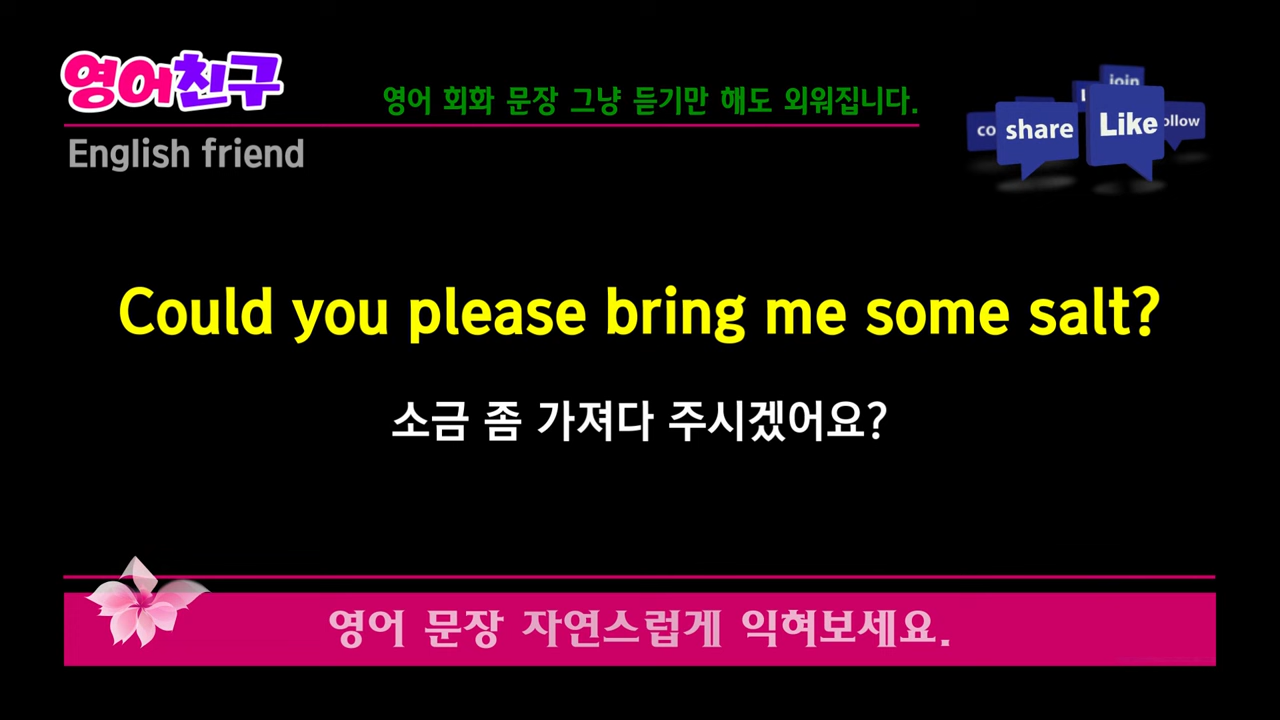 영어친구
영어 회화 문장 그냥 듣기만 해도 외워집니다.
English friend
join
share
Like
Could you please bring me some salt?
소금 좀 가져다 주시겠어요?
영어 문장 자연스럽게 익혀보세요.